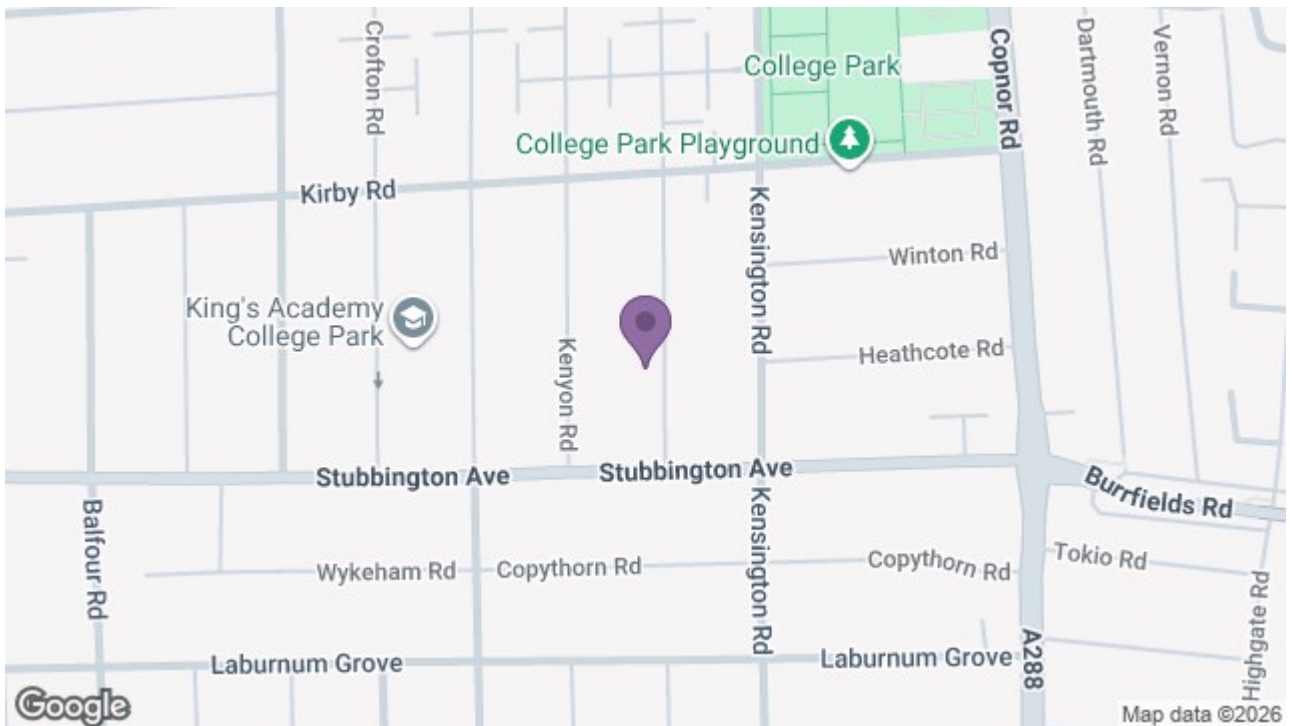 Crofton Rd
College Park
Copnor Rd
Dartmouth Rd
Vernon Rd
College Park Playground
Kirby Rd
Kensington Rd
Winton Rd
King's Academy
College Park
Kenyon Rd
Heathcote Rd
Stubbington Ave
Stubbington Ave
Burrfields Rd
Balfour Rd
Kensington Rd
Wykeham Rd
Copythorn Rd
Copythorn Rd
Tokio Rd
Highgate Rd
Laburnum Grove
Laburnum Grove
A288
Google
Map data ©2026